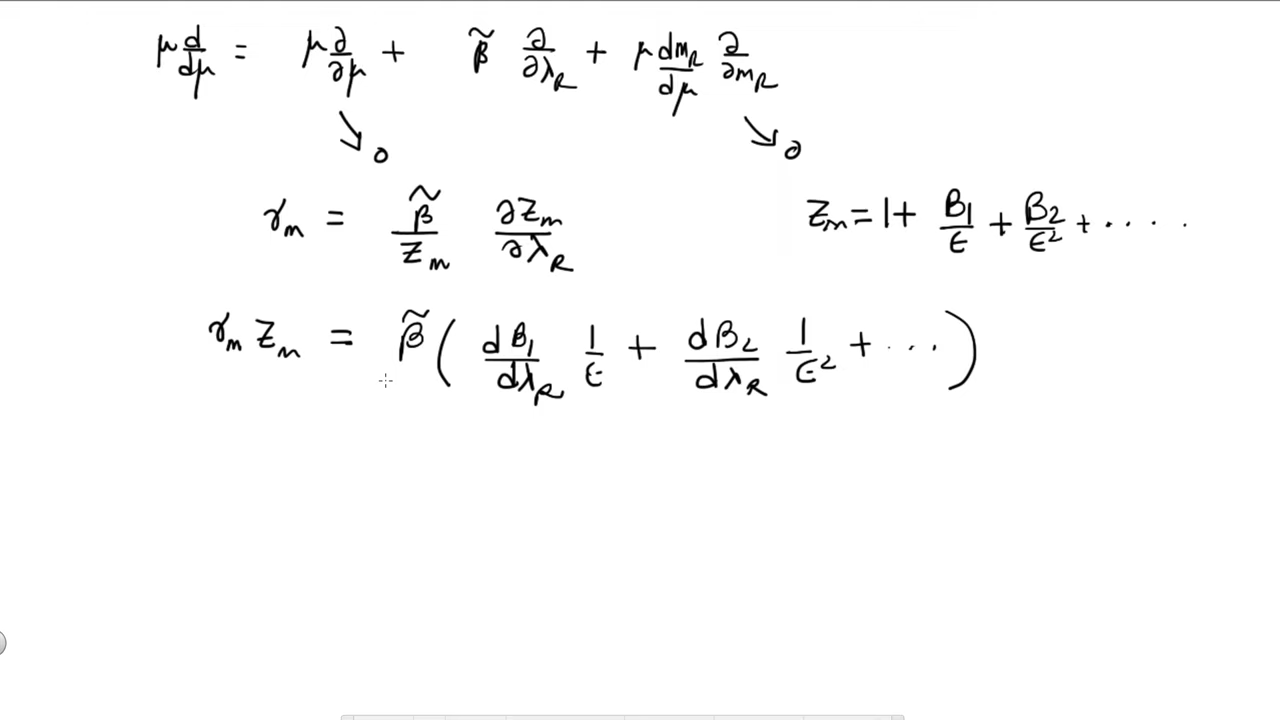 μ d/dμ = μ ∂/∂μ + β̃ ∂/∂λ_R + μ dm_R/dμ ∂/∂m_R
↘ 0 ↘ 0
γ_m = β̃/Z_m ∂Z_m/∂λ_R Z_m = 1 + B_1/ϵ + B_2/ϵ² + .....
γ_m Z_m = β̃ ( dB_1/dλ_R 1/ϵ + dB_2/dλ_R 1/ϵ² + ... )